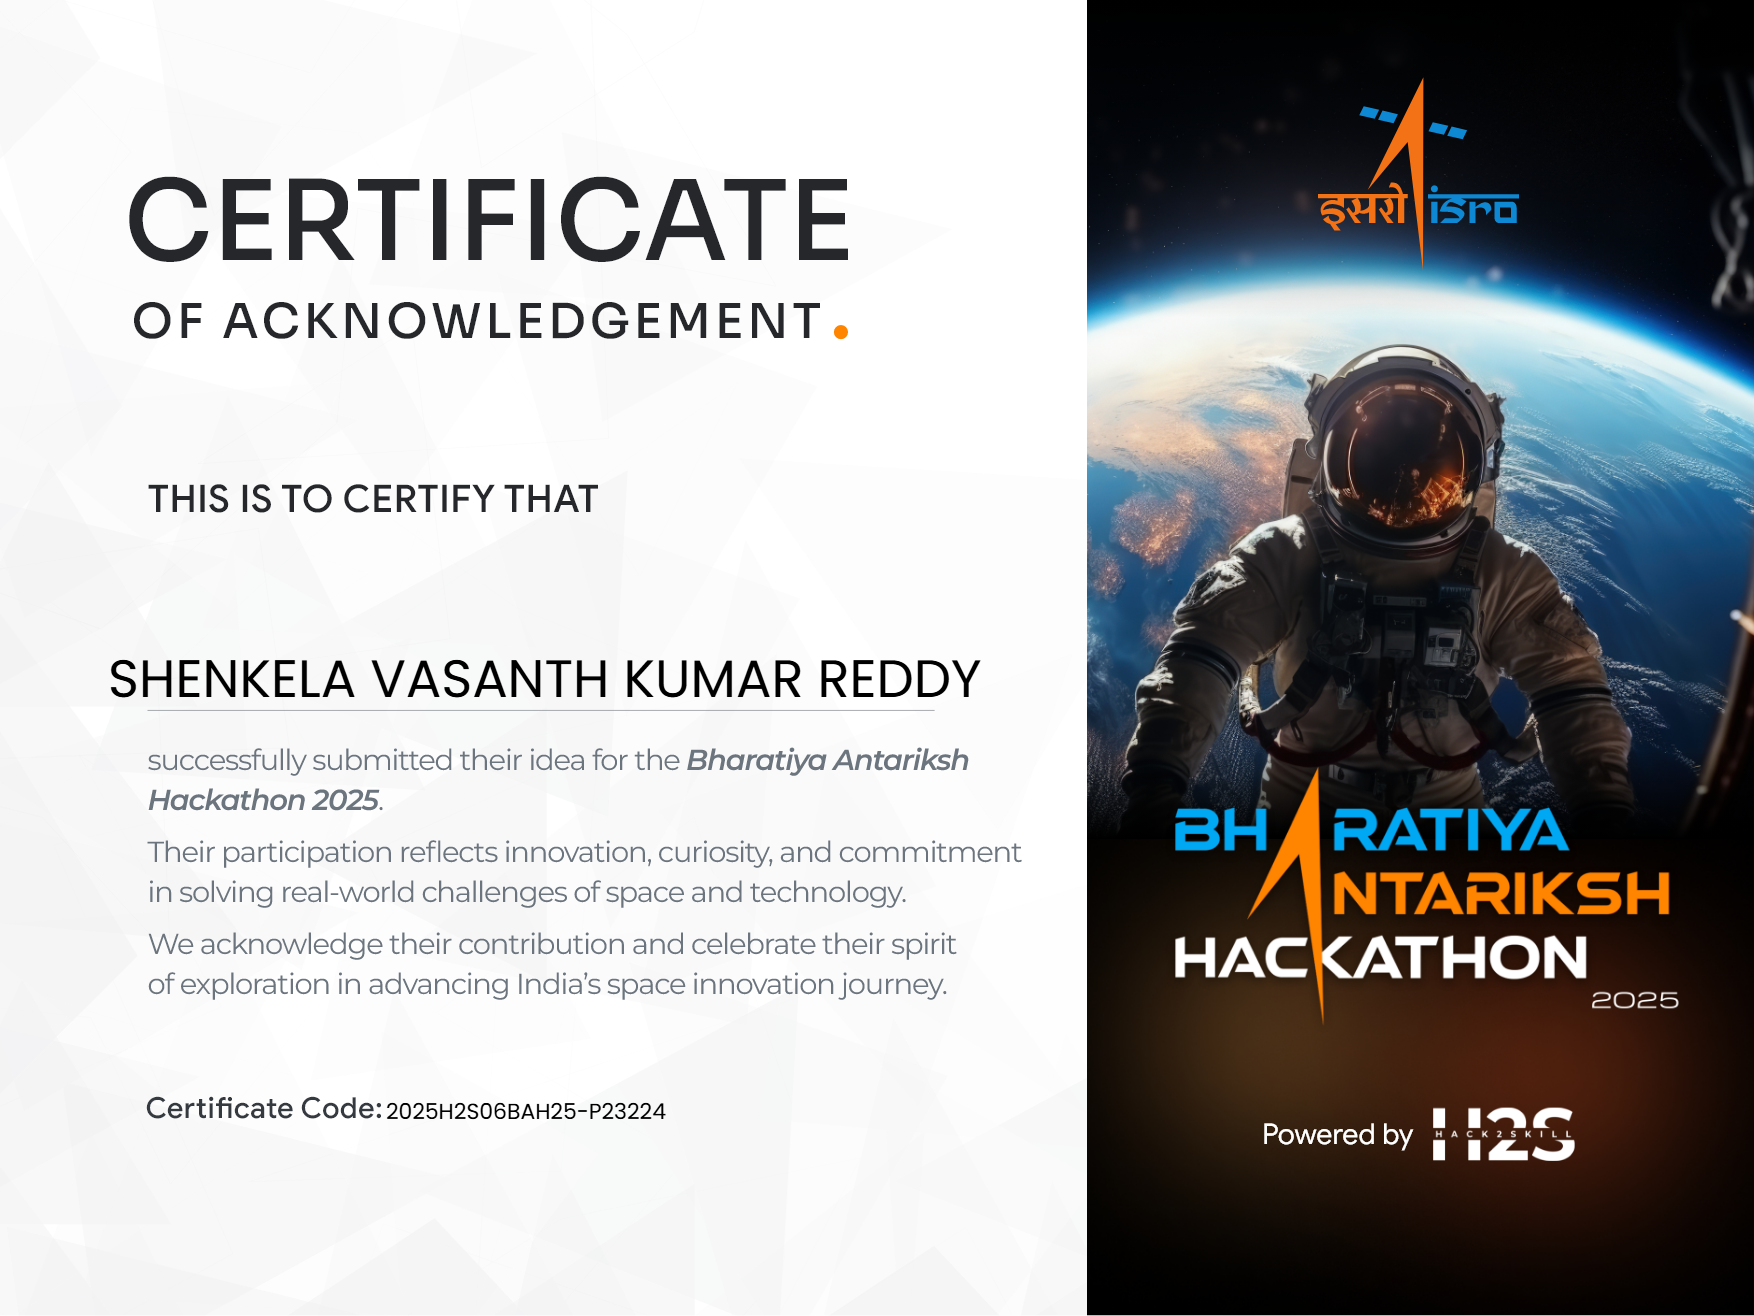 CERTIFICATE
OF ACKNOWLEDGEMENT.
THIS IS TO CERTIFY THAT
SHENKELA VASANTH KUMAR REDDY
successfully submitted their idea for the Bharatiya Antariksh
Hackathon 2025.
Their participation reflects innovation, curiosity, and commitment
in solving real-world challenges of space and technology.
We acknowledge their contribution and celebrate their spirit
of exploration in advancing India’s space innovation journey.
Certificate Code: 2025H2S06BAH25-P23224
इसरो isro
BHARATIYA
ANTARIKSH
HACKATHON
2025
Powered by H2S
HACK2SKILL